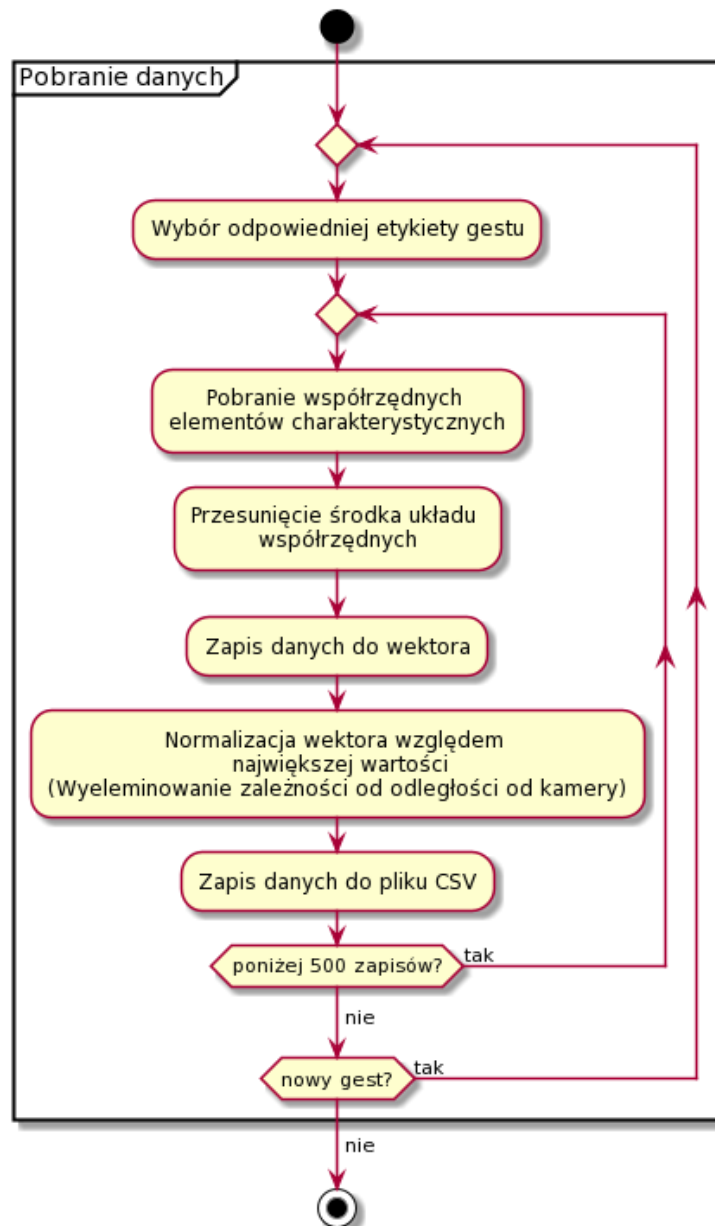 Pobranie danych
Wybór odpowiedniej etykiety gestu
Pobranie współrzędnych
elementów charakterystycznych
Przesunięcie środka układu
współrzędnych
Zapis danych do wektora
Normalizacja wektora względem
największej wartości
(Wyeleminowanie zależności od odległości od kamery)
Zapis danych do pliku CSV
poniżej 500 zapisów?
tak
nie
nowy gest?
tak
nie